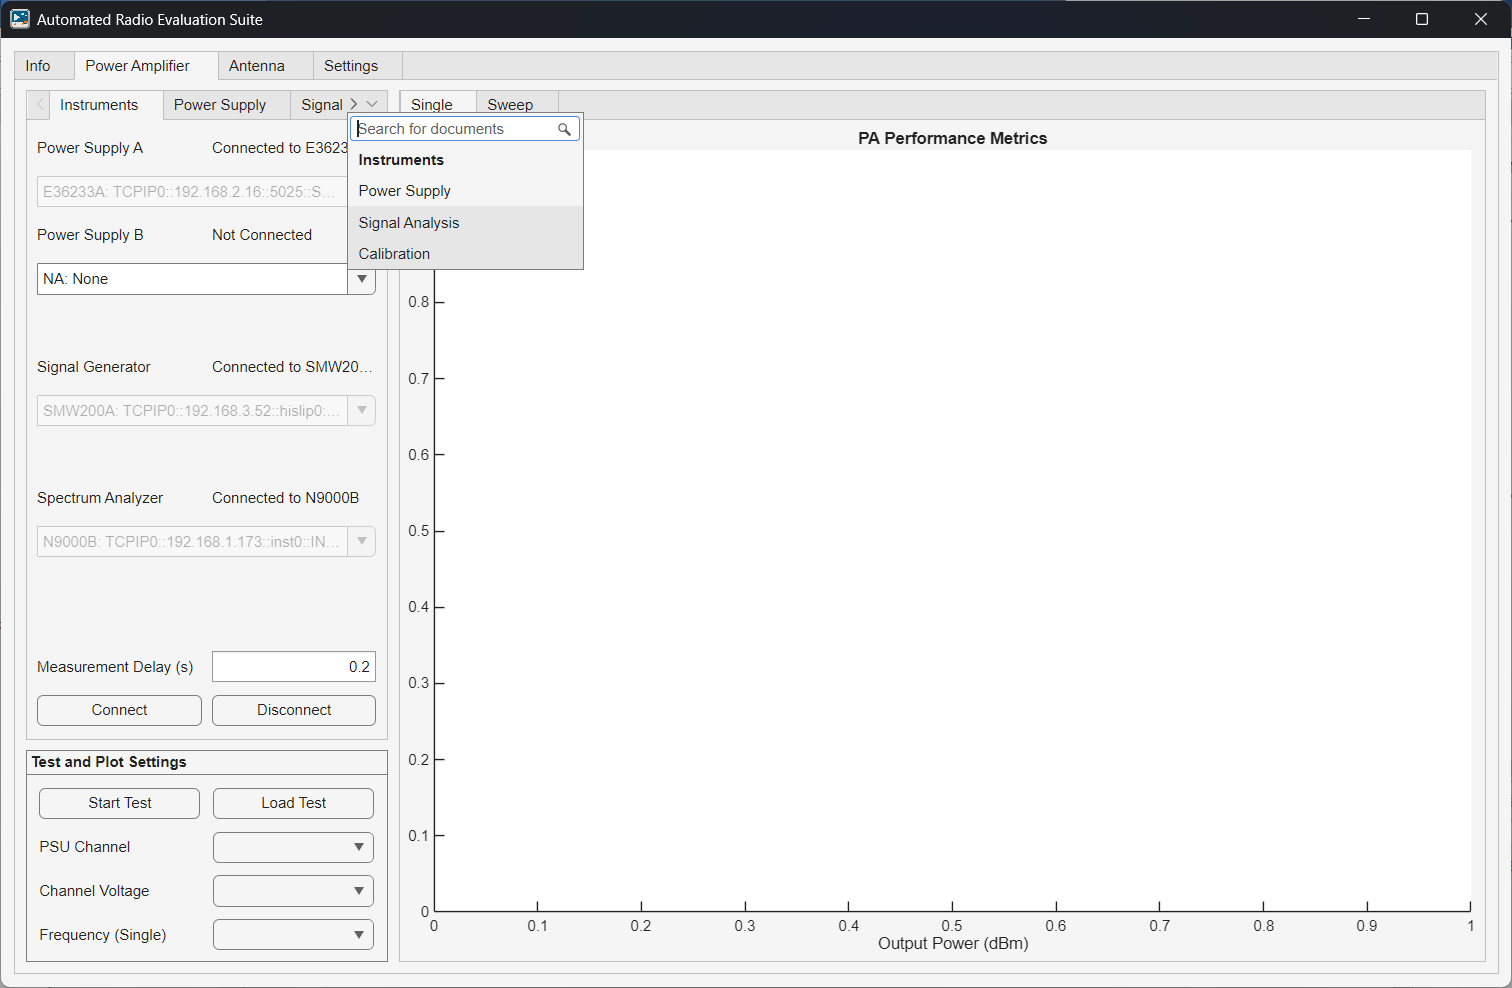 Automated Radio Evaluation Suite
Info
Power Amplifier
Antenna
Settings
Instruments
Power Supply
Signal
Single
Sweep
Search for documents
Instruments
Power Supply
Signal Analysis
Calibration
Power Supply A
Connected to E3623
E36233A: TCPIP0::192.168.2.16::5025::S...
Power Supply B
Not Connected
NA: None
Signal Generator
Connected to SMW20...
SMW200A: TCPIP0::192.168.3.52::hislip0:...
Spectrum Analyzer
Connected to N9000B
N9000B: TCPIP0::192.168.1.173::inst0::IN...
Measurement Delay (s)
0.2
Connect
Disconnect
Test and Plot Settings
Start Test
Load Test
PSU Channel
Channel Voltage
Frequency (Single)
PA Performance Metrics
0.8
0.7
0.6
0.5
0.4
0.3
0.2
0.1
0
0 0.1 0.2 0.3 0.4 0.5 0.6 0.7 0.8 0.9 1
Output Power (dBm)